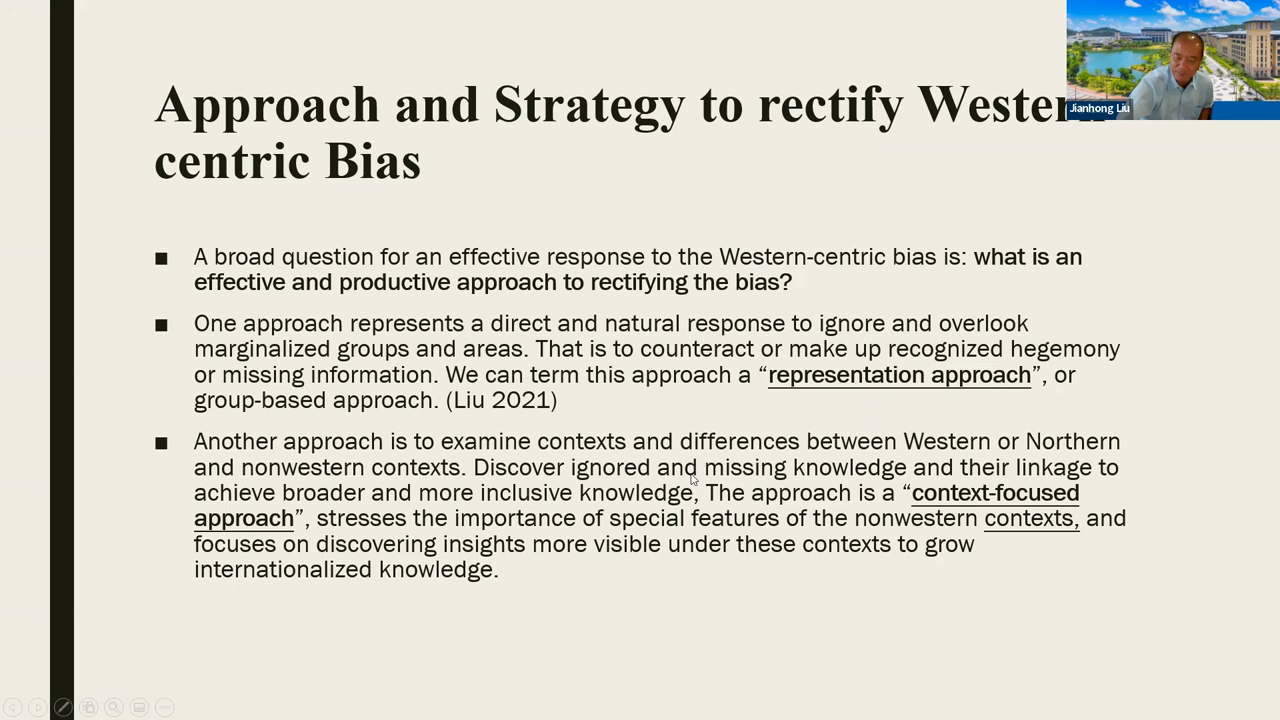 Approach and Strategy to rectify Western-
centric Bias
Jianhong Liu
■ A broad question for an effective response to the Western-centric bias is: what is an
effective and productive approach to rectifying the bias?
■ One approach represents a direct and natural response to ignore and overlook
marginalized groups and areas. That is to counteract or make up recognized hegemony
or missing information. We can term this approach a “representation approach”, or
group-based approach. (Liu 2021)
■ Another approach is to examine contexts and differences between Western or Northern
and nonwestern contexts. Discover ignored and missing knowledge and their linkage to
achieve broader and more inclusive knowledge, The approach is a “context-focused
approach”, stresses the importance of special features of the nonwestern contexts, and
focuses on discovering insights more visible under these contexts to grow
internationalized knowledge.